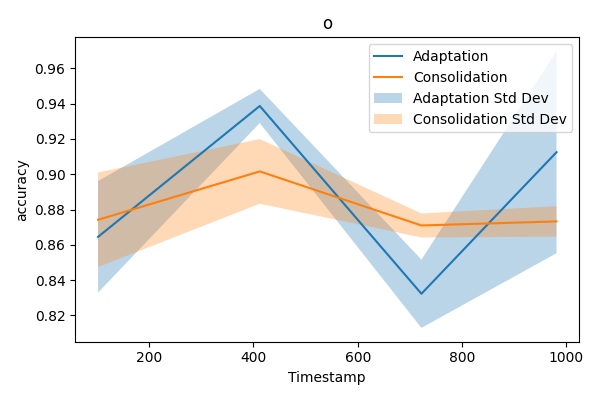 o
Adaptation
Consolidation
Adaptation Std Dev
Consolidation Std Dev
accuracy
0.96
0.94
0.92
0.90
0.88
0.86
0.84
0.82
200
400
600
800
1000
Timestamp